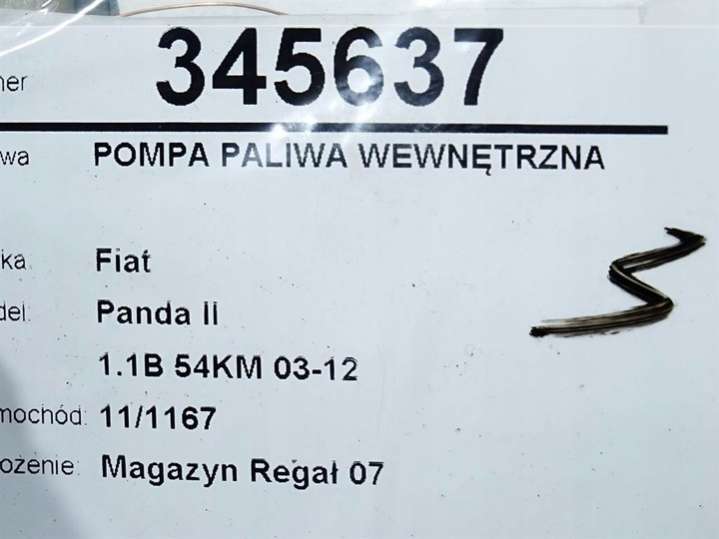 ner 345637
wa POMPA PALIWA WEWNĘTRZNA
ka Fiat
del: Panda II
1.1B 54KM 03-12
mochód: 11/1167
ożenie: Magazyn Regał 07